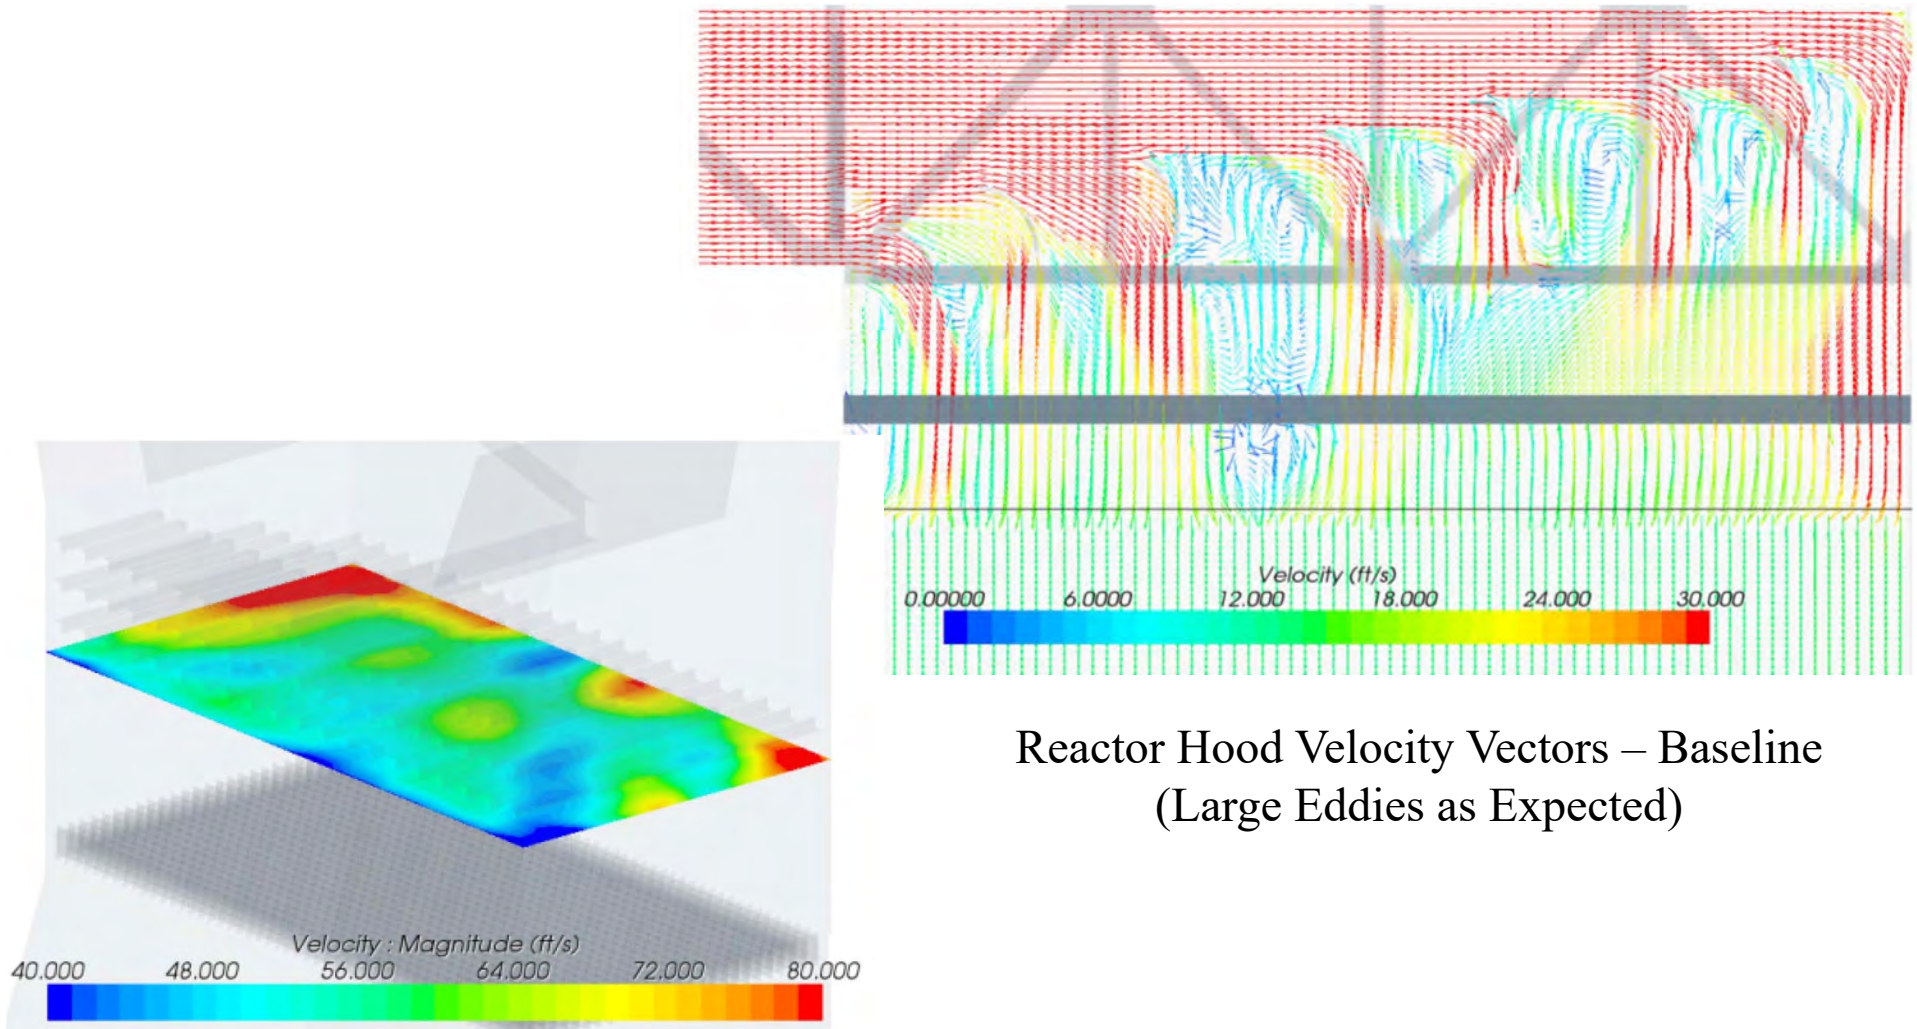 Velocity (ft/s)
0.00000 6.0000 12.000 18.000 24.000 30.000
Reactor Hood Velocity Vectors – Baseline
(Large Eddies as Expected)
Velocity : Magnitude (ft/s)
40.000 48.000 56.000 64.000 72.000 80.000